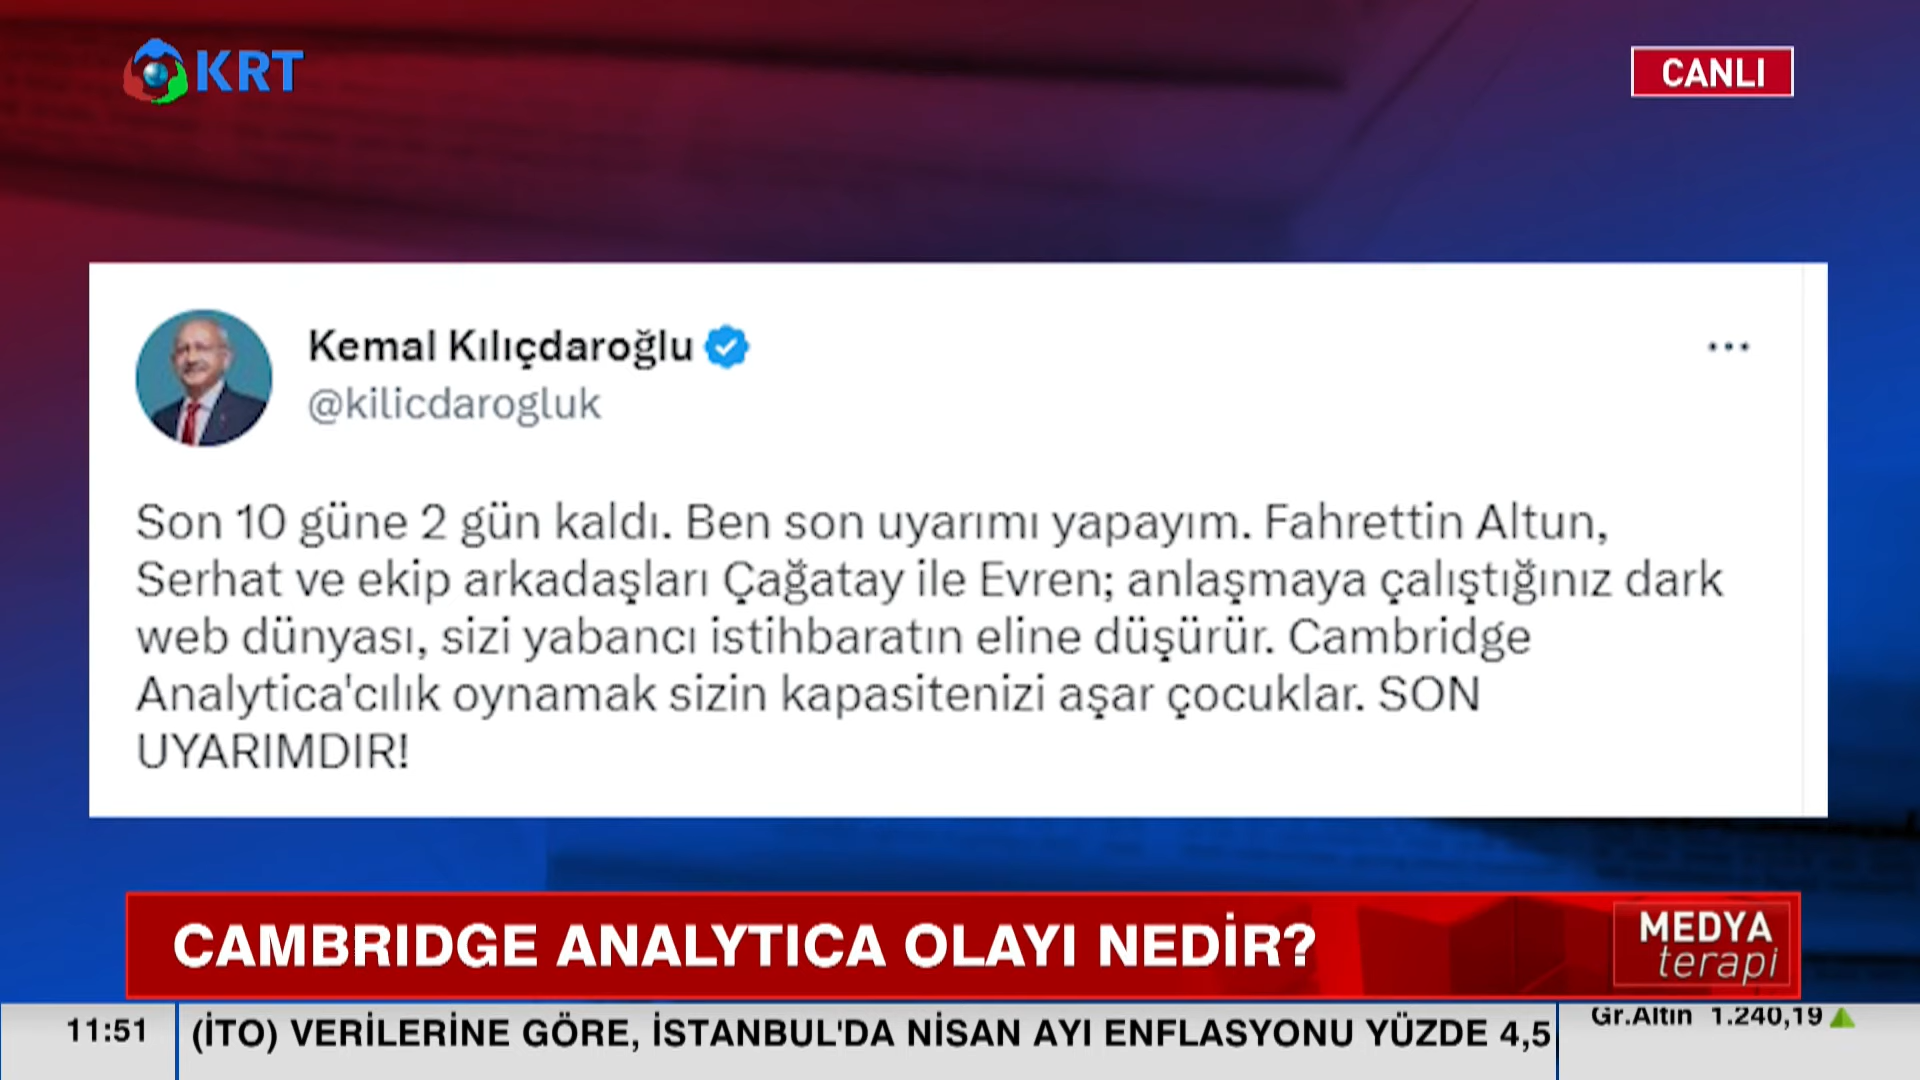 KRT
CANLI
Kemal Kılıçdaroğlu
@kilicdarogluk
Son 10 güne 2 gün kaldı. Ben son uyarımı yapayım. Fahrettin Altun,
Serhat ve ekip arkadaşları Çağatay ile Evren; anlaşmaya çalıştığınız dark
web dünyası, sizi yabancı istihbaratın eline düşürür. Cambridge
Analytica'cılık oynamak sizin kapasitenizi aşar çocuklar. SON
UYARIMDIR!
CAMBRIDGE ANALYTICA OLAYI NEDİR?
MEDYA
terapi
11:51
(İTO) VERİLERİNE GÖRE, İSTANBUL'DA NİSAN AYI ENFLASYONU YÜZDE 4,5
Gr.Altın 1.240,19